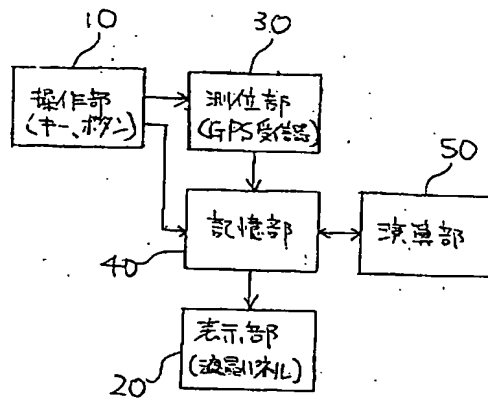 10
30
操作部
(キー、ボタン)
測位部
(GPS受信器)
50
記憶部
演算部
40
表示部
(液晶パネル)
20